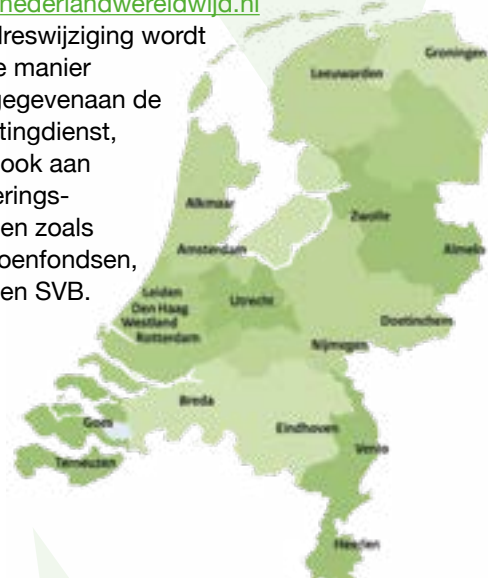 nederlandwereldwijd.nl
dreswijziging wordt
e manier
gegevenaan de
tingdienst,
ook aan
erings-
en zoals
oenfondsen,
en SVB.
Groningen
Leeuwarden
Alkmaar
Zwolle
Amsterdam
Almelo
Leiden
Utrecht
Den Haag
Westland
Doetinchem
Rotterdam
Nijmegen
Breda
Goes
Eindhoven
Venlo
Terneuzen
Heerlen